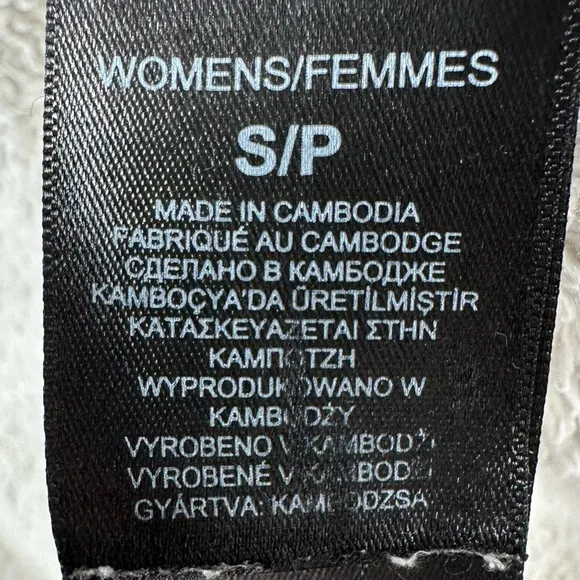 WOMENS/FEMMES
S/P
MADE IN CAMBODIA
FABRIQUÉ AU CAMBODGE
СДЕЛАНО В КАМБОДЖЕ
KAMBOÇYA'DA ÜRETİLMİŞTİR
ΚΑΤΑΣΚΕΥΑΖΕΤΑΙ ΣΤΗΝ
ΚΑΜΠΟΤΖΗ
WYPRODUKOWANO W
KAMBODŻY
VYROBENO V KAMBODŽI
VYROBENÉ V KAMBODŽI
GYÁRTVA: KAMBODZSA